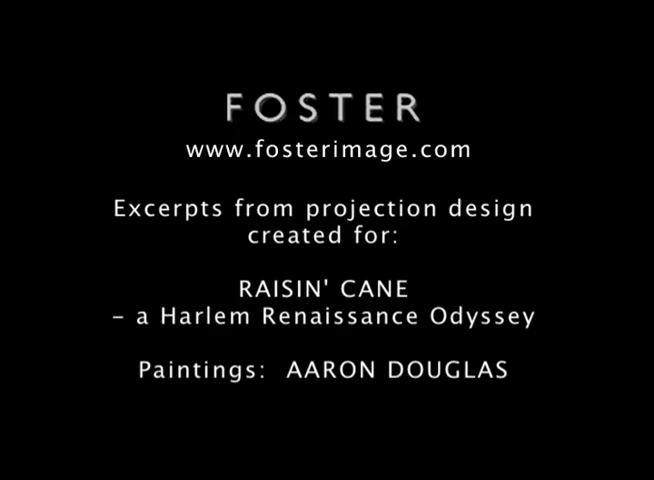 FOSTER
www.fosterimage.com
Excerpts from projection design
created for:
RAISIN' CANE
– a Harlem Renaissance Odyssey
Paintings: AARON DOUGLAS